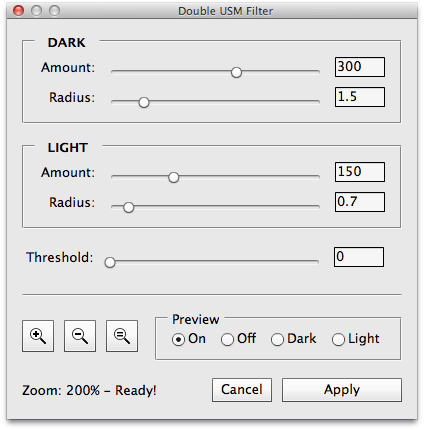 Double USM Filter
DARK
Amount: 300
Radius: 1.5
LIGHT
Amount: 150
Radius: 0.7
Threshold: 0
Preview
On Off Dark Light
Zoom: 200% - Ready! Cancel Apply